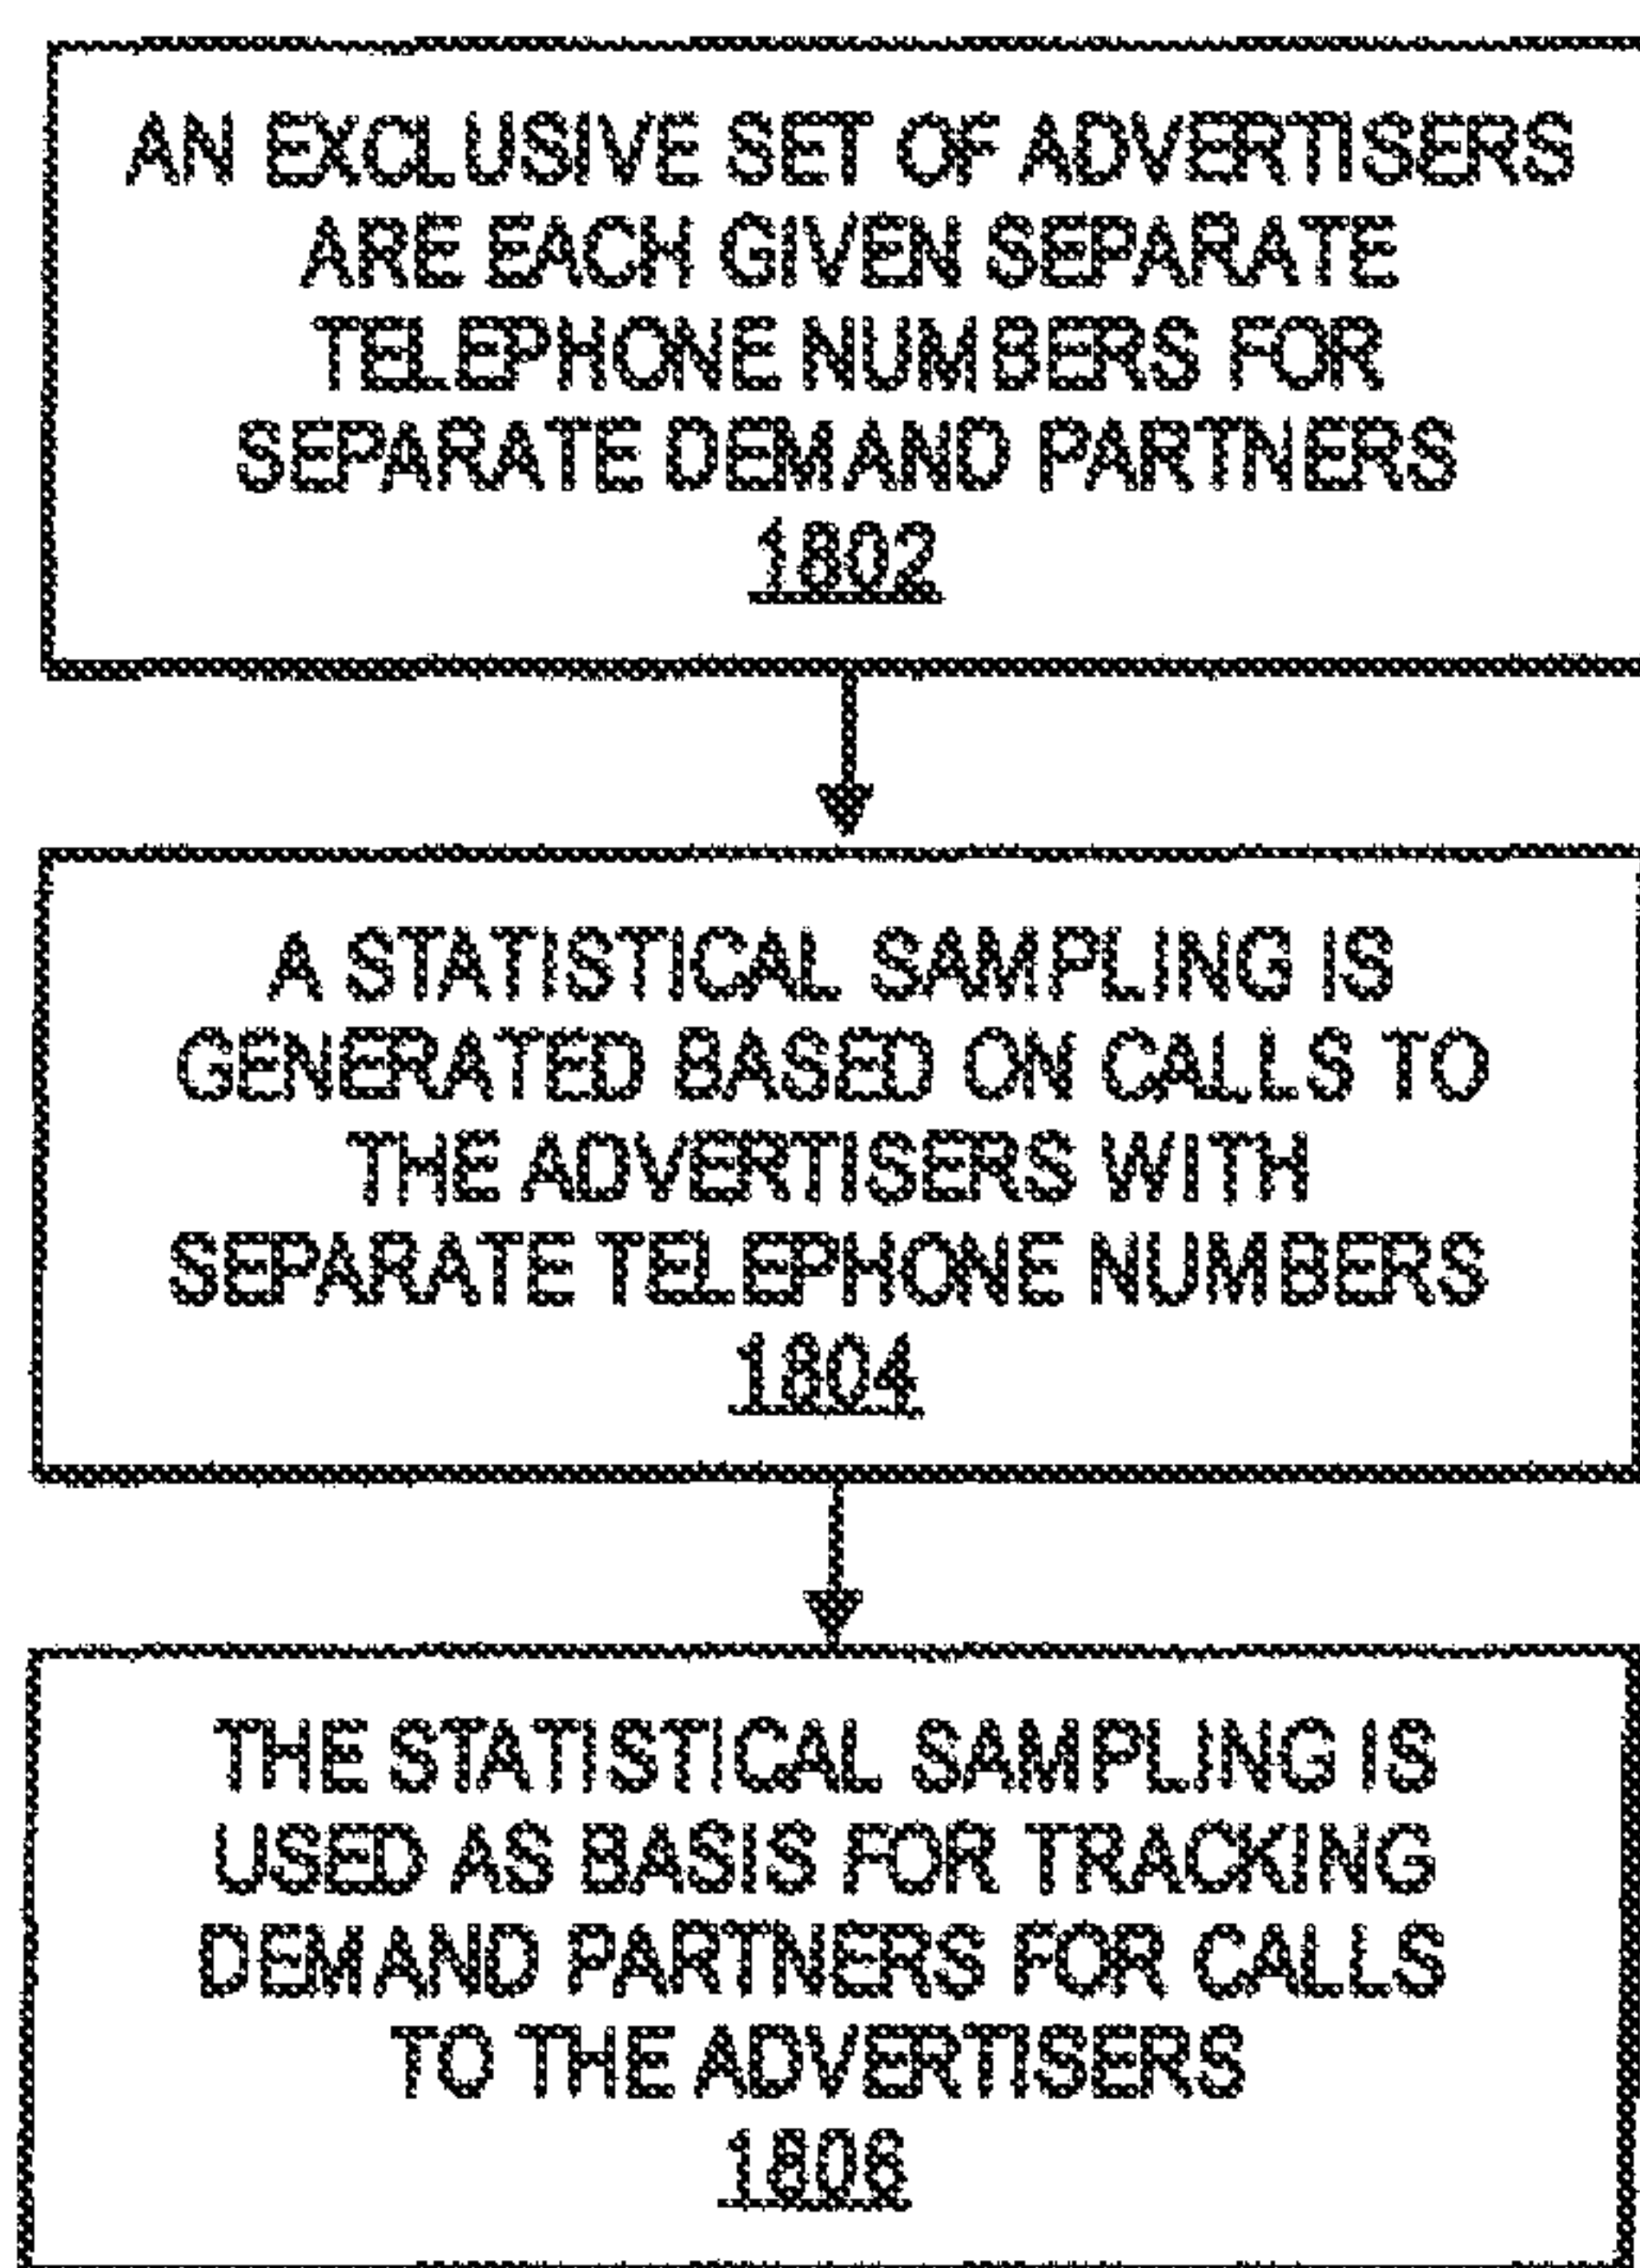 AN EXCLUSIVE SET OF ADVERTISERS
ARE EACH GIVEN SEPARATE
TELEPHONE NUMBERS FOR
SEPARATE DEMAND PARTNERS
1802
A STATISTICAL SAMPLING IS
GENERATED BASED ON CALLS TO
THE ADVERTISERS WITH
SEPARATE TELEPHONE NUMBERS
1804
THE STATISTICAL SAMPLING IS
USED AS BASIS FOR TRACKING
DEMAND PARTNERS FOR CALLS
TO THE ADVERTISERS
1806